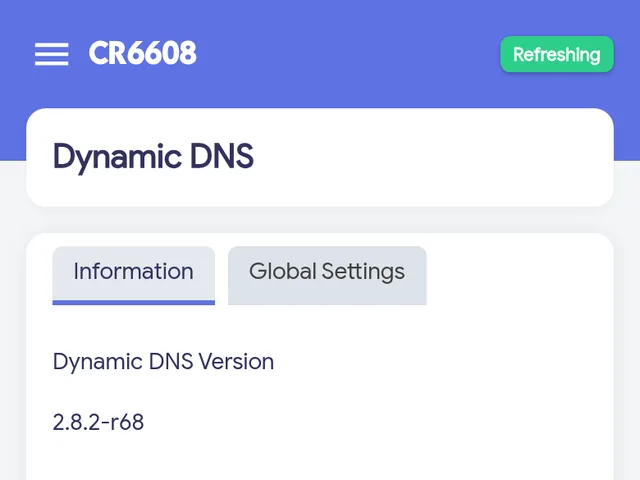 CR6608
Refreshing
Dynamic DNS
Information
Global Settings
Dynamic DNS Version
2.8.2-r68